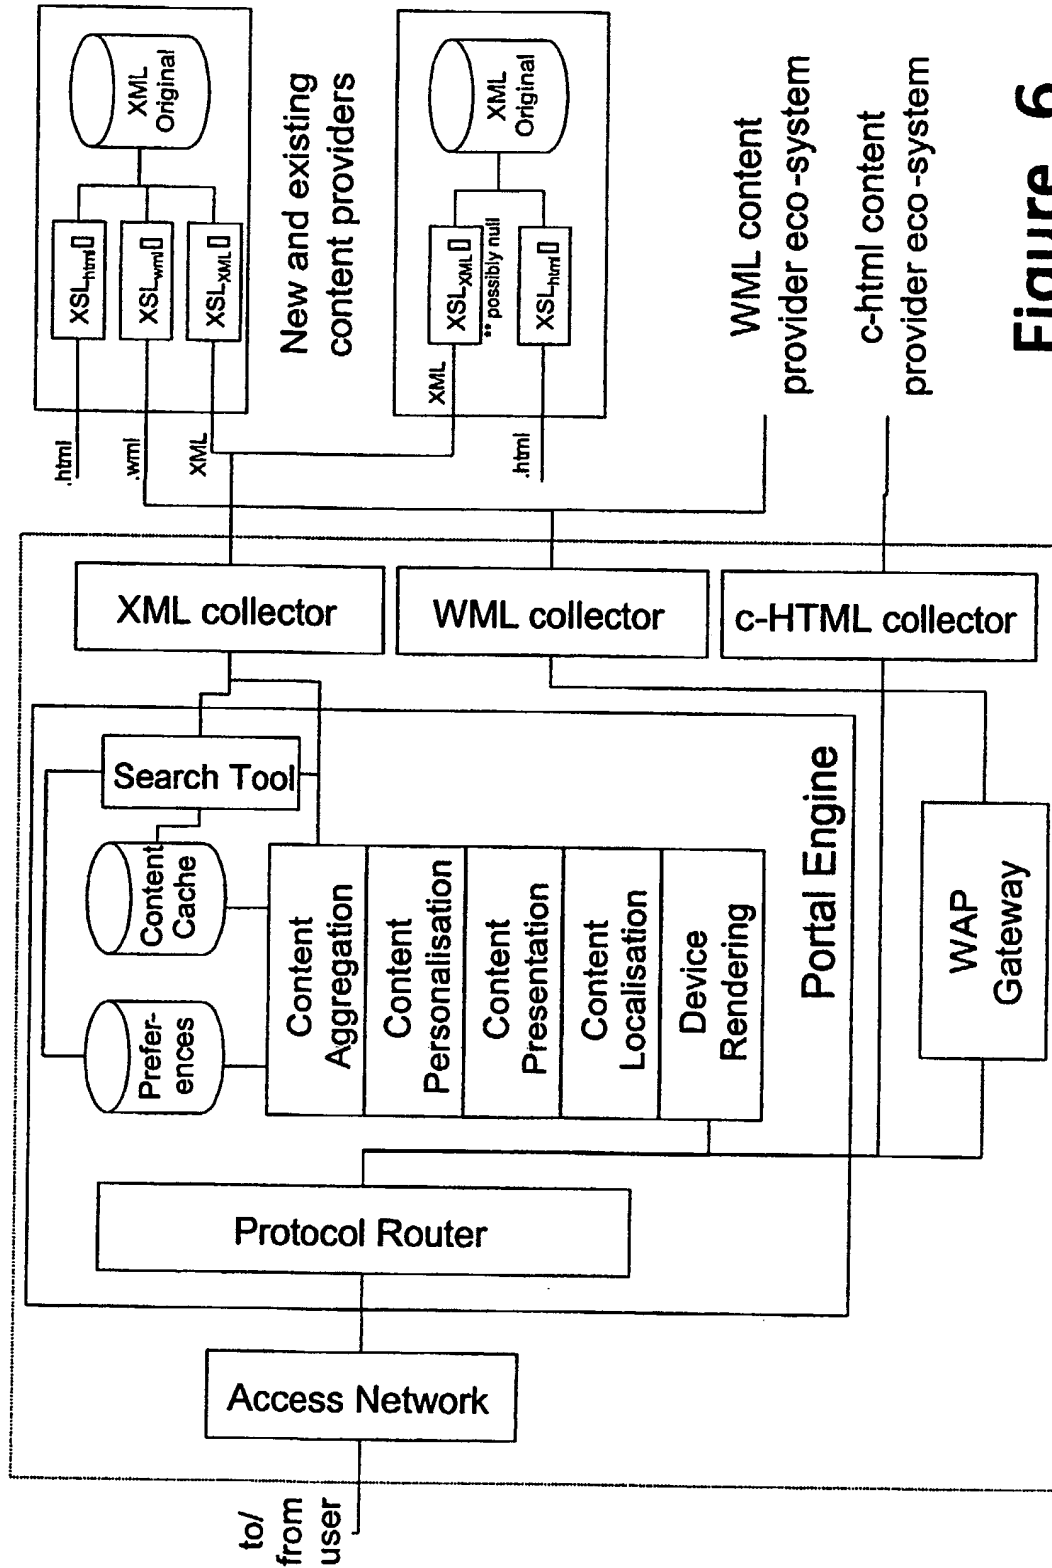 to/
from
user
Access Network
Protocol Router
Prefer-
ences
Content
Cache
Search Tool
Content
Aggregation
Content
Personalisation
Content
Presentation
Content
Localisation
Device
Rendering
Portal Engine
WAP
Gateway
XML collector
WML collector
c-HTML collector
.html
.wml
XML
XSLhtml[]
XSLwml[]
XSLXML[]
XML
Original
New and existing
content providers
XML
.html
XSLXML[]
** possibly null
XSLhtml[]
XML
Original
WML content
provider eco-system
c-html content
provider eco-system
Figure 6